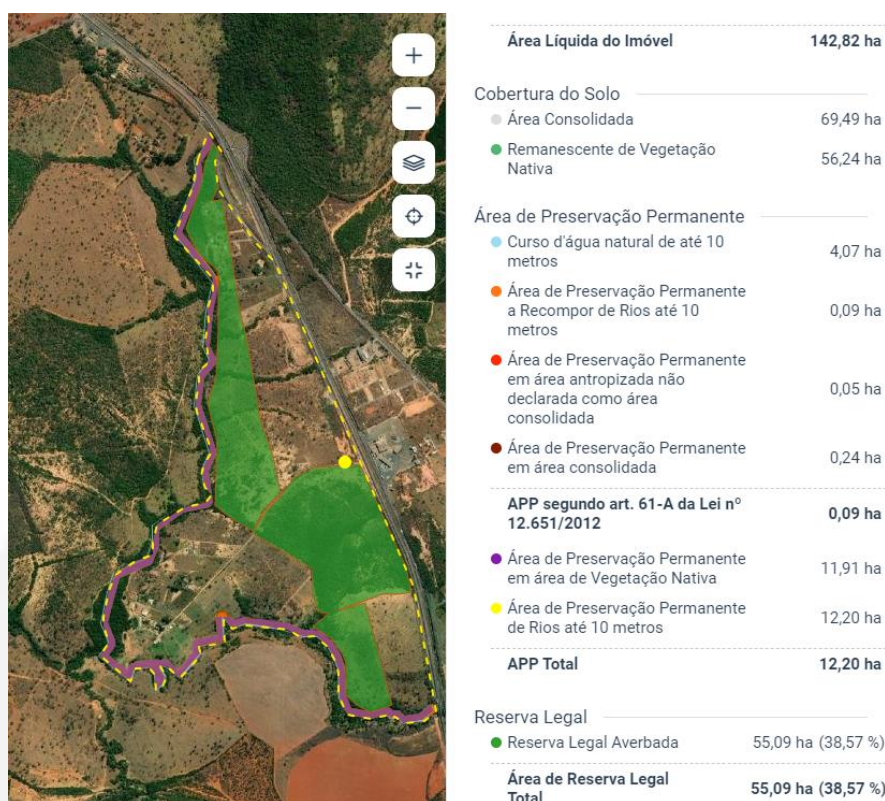 Área Líquida do Imóvel 142,82 ha
Cobertura do Solo
Área Consolidada 69,49 ha
Remanescente de Vegetação
Nativa 56,24 ha
Área de Preservação Permanente
Curso d'água natural de até 10
metros 4,07 ha
Área de Preservação Permanente
a Recompor de Rios até 10
metros 0,09 ha
Área de Preservação Permanente
em área antropizada não
declarada como área
consolidada 0,05 ha
Área de Preservação Permanente
em área consolidada 0,24 ha
APP segundo art. 61-A da Lei nº
12.651/2012 0,09 ha
Área de Preservação Permanente
em área de Vegetação Nativa 11,91 ha
Área de Preservação Permanente
de Rios até 10 metros 12,20 ha
APP Total 12,20 ha
Reserva Legal
Reserva Legal Averbada 55,09 ha (38,57 %)
Área de Reserva Legal
Total 55,09 ha (38,57 %)